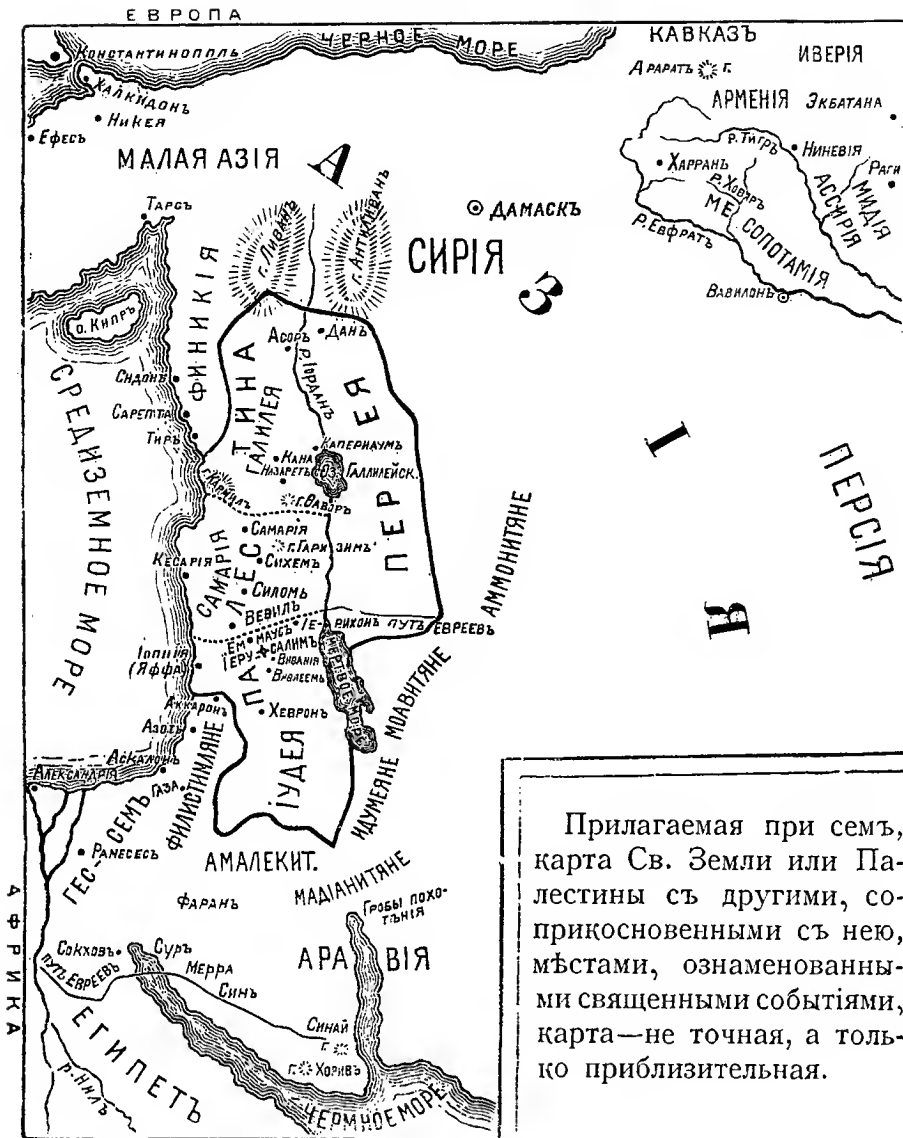 ЕВРОПА
ЧЕРНОЕ МОРЕ
КАВКАЗЪ
ИВЕРІЯ
Константинополь
Араратъ г.
Халкидонъ
АРМЕНІЯ
Экбатана
Никея
Ефесъ
р. Тигръ
Ниневія
МАЛАЯ АЗІЯ
А
Харранъ
Раги
р. Ховаръ
АССИРІЯ
МИДІЯ
МЕСОПОТАМІЯ
Тарсъ
г. Ливанъ
г. Антиливанъ
ДАМАСКЪ
р. Евфратъ
СИРІЯ
З
Вавилонъ
о. Кипръ
ФИНИКІЯ
Асоръ
Данъ
р. Іорданъ
Сидонъ
Сарепта
Тиръ
СРЕДИЗЕМНОЕ МОРЕ
ПАЛЕСТИНА
ГАЛИЛЕЯ
ПЕРЕЯ
І
ПЕРСІЯ
Капернаумъ
Кана
Назаретъ
Оз. Галлилейск.
г. Кармилъ
г. Ѳаворъ
Самарія
г. Гаризимъ
Сихемъ
Кесарія
САМАРІЯ
Силомъ
АММОНИТЯНЕ
В
Вевиль
Іерихонъ
ПУТЬ ЕВРЕЕВЪ
Еммаусъ
Іерусалимъ
Іоппія
(Яффа)
Виѳанія
Виѳлеемъ
МЕРТВОЕ МОРЕ
МОАВИТЯНЕ
Аккаронъ
Хевронъ
Азотъ
ІУДЕЯ
ИДУМЕЯНЕ
Аскалонъ
Александрія
Газа
ФИЛИСТИМЛЯНЕ
ГЕС-СЕМЪ
Рамесесъ
АМАЛЕКИТ.
МАДІАНИТЯНЕ
Фаранъ
Гробы похо-
тѣнія
АФРИКА
Сокховъ
Суръ
АРАВІЯ
ПУТЬ ЕВРЕЕВЪ
Мерра
Синъ
Синай
г.
г. Хоривъ
ЕГИПЕТЪ
р. Нилъ
ЧЕРМНОЕ МОРЕ
Прилагаемая при семъ,
карта Св. Земли или Па-
лестины съ другими, со-
прикосновенными съ нею,
мѣстами, ознаменованны-
ми священными событіями,
карта—не точная, а толь-
ко приблизительная.